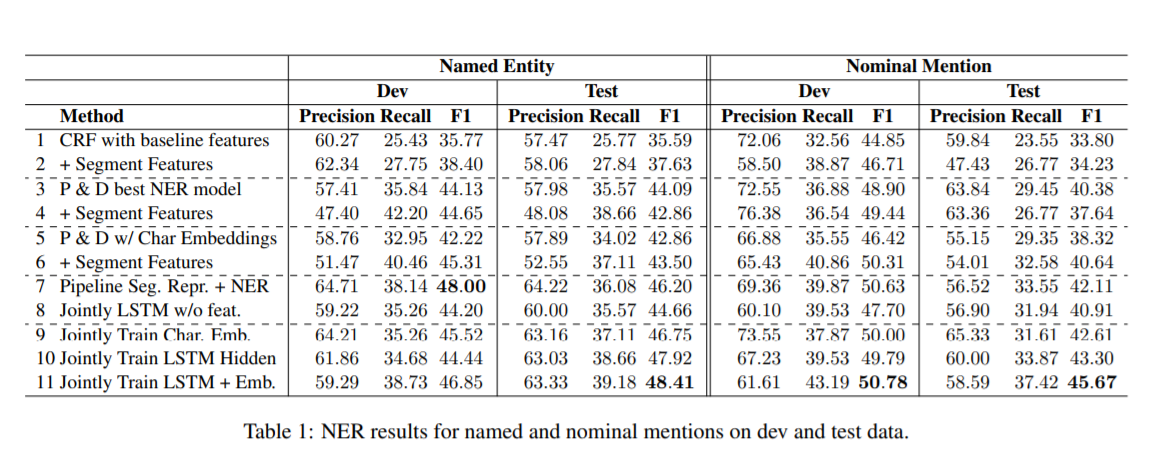 Named Entity Nominal Mention
Dev Test Dev Test
Method Precision Recall F1 Precision Recall F1 Precision Recall F1 Precision Recall F1
1 CRF with baseline features 60.27 25.43 35.77 57.47 25.77 35.59 72.06 32.56 44.85 59.84 23.55 33.80
2 + Segment Features 62.34 27.75 38.40 58.06 27.84 37.63 58.50 38.87 46.71 47.43 26.77 34.23
3 P & D best NER model 57.41 35.84 44.13 57.98 35.57 44.09 72.55 36.88 48.90 63.84 29.45 40.38
4 + Segment Features 47.40 42.20 44.65 48.08 38.66 42.86 76.38 36.54 49.44 63.36 26.77 37.64
5 P & D w/ Char Embeddings 58.76 32.95 42.22 57.89 34.02 42.86 66.88 35.55 46.42 55.15 29.35 38.32
6 + Segment Features 51.47 40.46 45.31 52.55 37.11 43.50 65.43 40.86 50.31 54.01 32.58 40.64
7 Pipeline Seg. Repr. + NER 64.71 38.14 48.00 64.22 36.08 46.20 69.36 39.87 50.63 56.52 33.55 42.11
8 Jointly LSTM w/o feat. 59.22 35.26 44.20 60.00 35.57 44.66 60.10 39.53 47.70 56.90 31.94 40.91
9 Jointly Train Char. Emb. 64.21 35.26 45.52 63.16 37.11 46.75 73.55 37.87 50.00 65.33 31.61 42.61
10 Jointly Train LSTM Hidden 61.86 34.68 44.44 63.03 38.66 47.92 67.23 39.53 49.79 60.00 33.87 43.30
11 Jointly Train LSTM + Emb. 59.29 38.73 46.85 63.33 39.18 48.41 61.61 43.19 50.78 58.59 37.42 45.67
Table 1: NER results for named and nominal mentions on dev and test data.